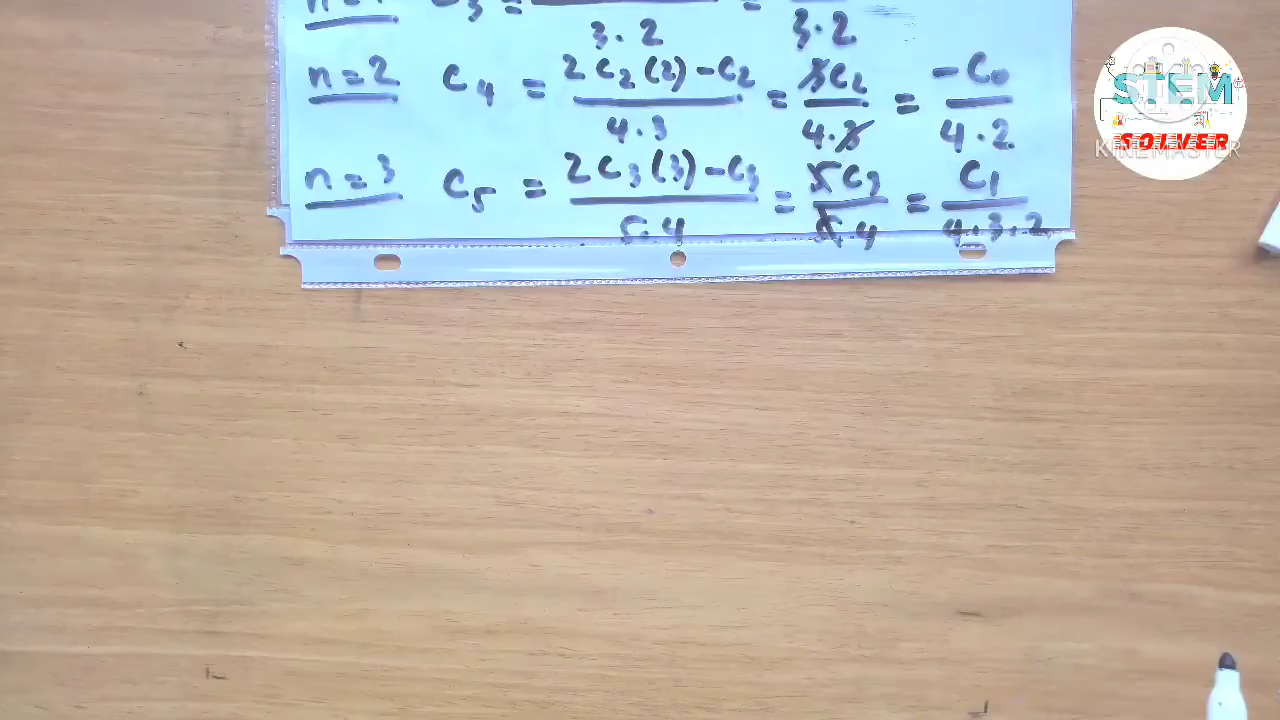 3·2 3·2
n=2 C₄ = (2C₂(2) - C₂)/(4·3) = 3C₂/(4·3) = -C₀/(4·2)
n=3 C₅ = (2C₃(3) - C₃)/(5·4) = 5C₃/(5·4) = C₁/(4·3·2)
STEM
SOLVER
KINEMASTER